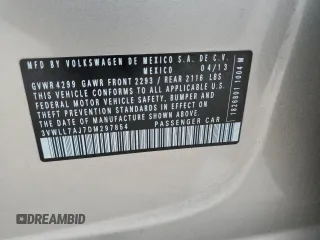 MFD. BY VOLKSWAGEN DE MEXICO S.A. DE C.V.
MEXICO 04/13
GVWR 4299 GAWR FRONT 2293 / REAR 2116 LBS
THIS VEHICLE CONFORMS TO ALL APPLICABLE
U.S. FEDERAL MOTOR VEHICLE SAFETY, BUMPER,
AND THEFT PREVENTION STANDARDS
IN EFFECT ON THE DATE OF MANUFACTURE
SHOWN ABOVE
3VWLL7AJ7DM297864
PASSENGER CAR
DREAMBID